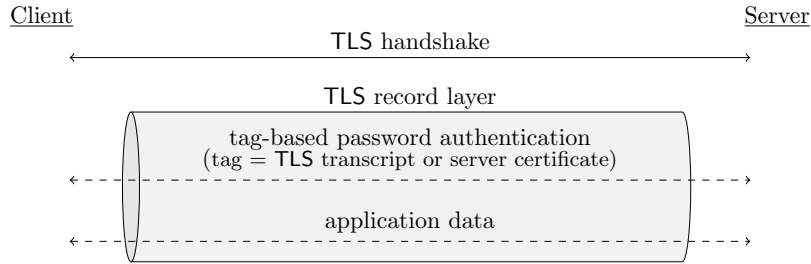 Client Server
TLS handshake
TLS record layer
tag-based password authentication
(tag = TLS transcript or server certificate)
application data